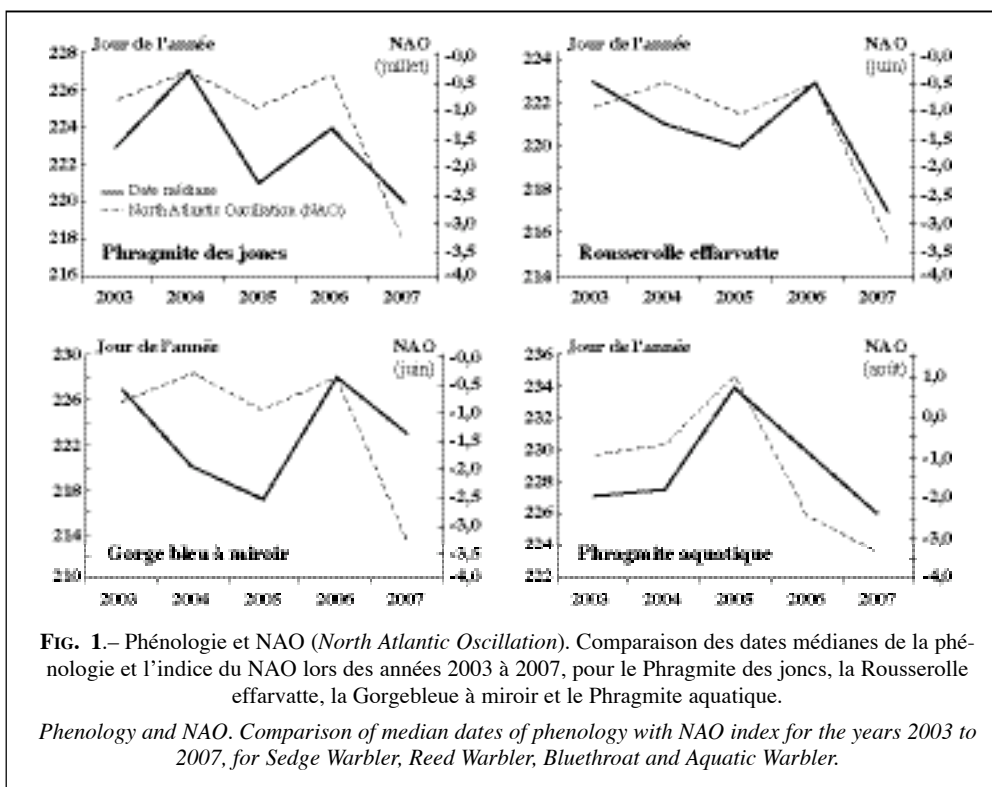 Jour de l'année
NAO
(juillet)
228
226
224
222
220
218
216
-0,0
-0,5
-1,0
-1,5
-2,0
-2,5
-3,0
-3,5
-4,0
Date médiane
North Atlantic Oscillation (NAO)
Phragmite des joncs
2003 2004 2005 2006 2007
Jour de l'année
NAO
(juin)
224
222
220
218
216
214
-0,0
-0,5
-1,0
-1,5
-2,0
-2,5
-3,0
-3,5
-4,0
Rousserolle effarvatte
2003 2004 2005 2006 2007
Jour de l'année
NAO
(juin)
230
226
222
218
214
210
-0,0
-0,5
-1,0
-1,5
-2,0
-2,5
-3,0
-3,5
-4,0
Gorge bleu à miroir
2003 2004 2005 2006 2007
Jour de l'année
NAO
(août)
236
234
232
230
228
226
224
222
1,0
0,0
-1,0
-2,0
-3,0
-4,0
Phragmite aquatique
2003 2004 2005 2006 2007
FIG. 1.– Phénologie et NAO (North Atlantic Oscillation). Comparaison des dates médianes de la phé-
nologie et l'indice du NAO lors des années 2003 à 2007, pour le Phragmite des joncs, la Rousserolle
effarvatte, la Gorgebleue à miroir et le Phragmite aquatique.
Phenology and NAO. Comparison of median dates of phenology with NAO index for the years 2003 to
2007, for Sedge Warbler, Reed Warbler, Bluethroat and Aquatic Warbler.